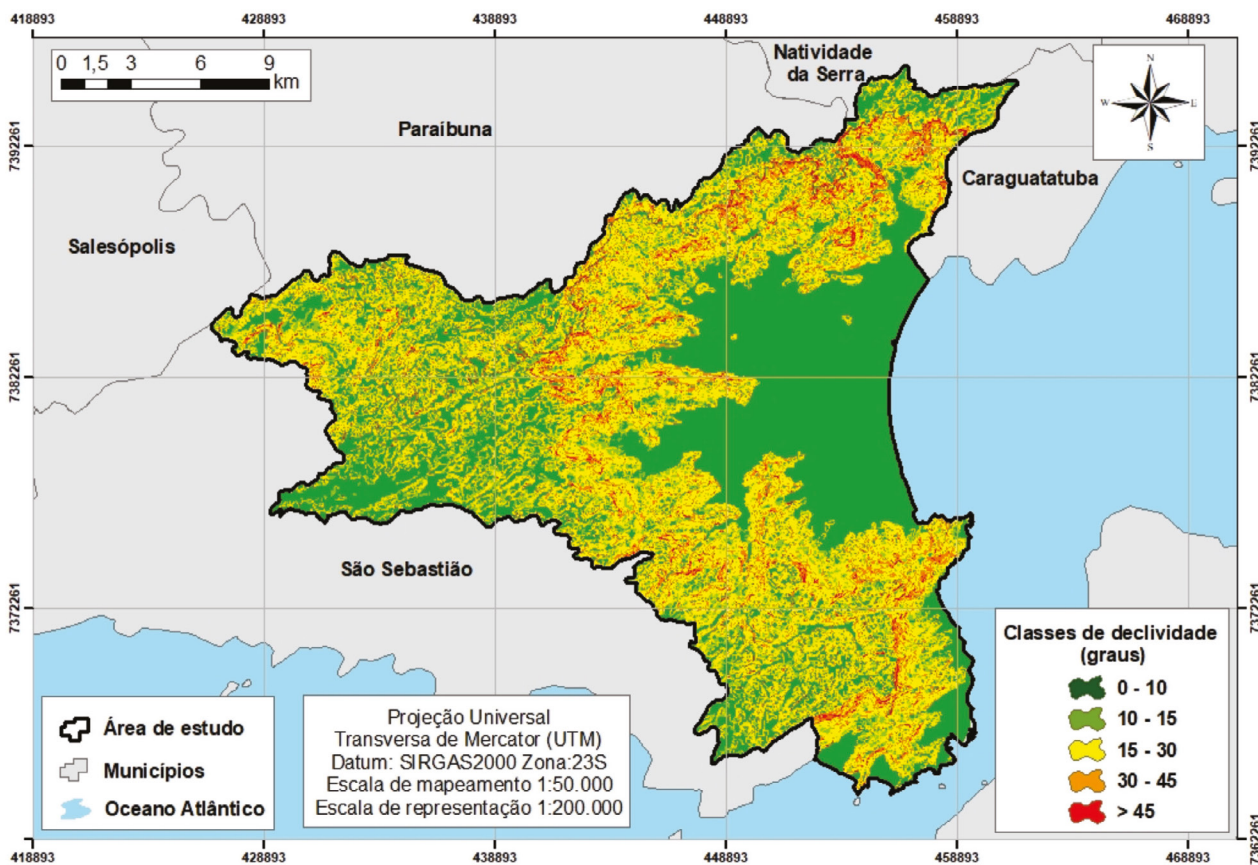 418893
428893
438893
448893
458893
468893
0 1,5 3 6 9
km
Natividade
da Serra
N
W E
S
Paraibuna
7392261
7392261
Caraguatatuba
Salesópolis
7382261
7382261
São Sebastião
7372261
7372261
Classes de declividade
(graus)
0 - 10
10 - 15
15 - 30
30 - 45
> 45
Área de estudo
Municípios
Oceano Atlântico
Projeção Universal
Transversa de Mercator (UTM)
Datum: SIRGAS2000 Zona:23S
Escala de mapeamento 1:50.000
Escala de representação 1:200.000
7362261
418893
428893
438893
448893
458893
468893